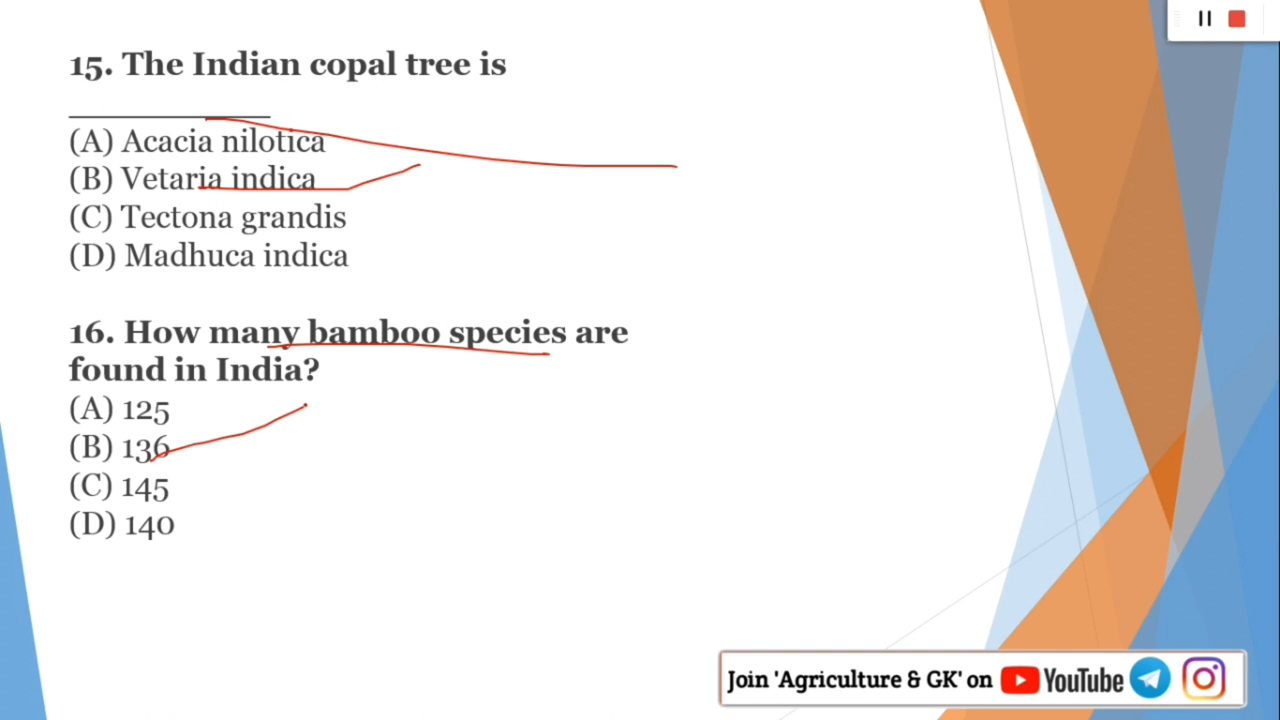 15. The Indian copal tree is
____________
(A) Acacia nilotica
(B) Vetaria indica
(C) Tectona grandis
(D) Madhuca indica
16. How many bamboo species are
found in India?
(A) 125
(B) 136
(C) 145
(D) 140
Join 'Agriculture & GK' on YouTube